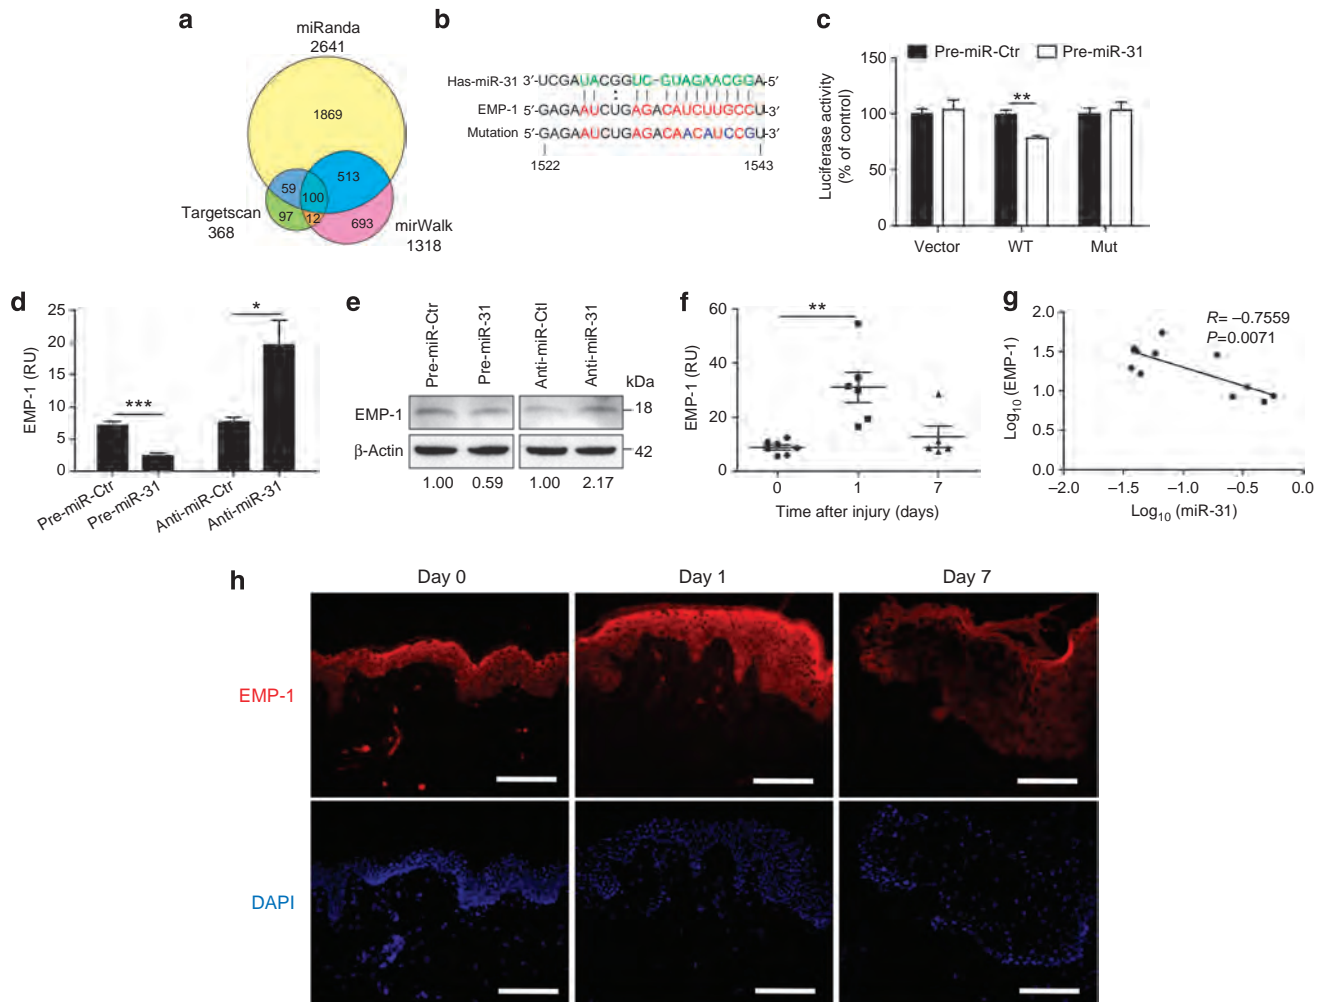 a
miRanda
2641
1869
513
59
100
97
12
693
Targetscan
368
mirWalk
1318
b
Has-miR-31 3′-UCGAUACGGUC-GUAGAACGGA-5′
EMP-1 5′-GAGAAUCUGAGACAUCUUGCCU-3′
Mutation 5′-GAGAAUCUGAGACAACAUCCGU-3′
1522 1543
c
Pre-miR-Ctr Pre-miR-31
Luciferase activity
(% of control)
150
100
50
0
**
Vector WT Mut
d
EMP-1 (RU)
25
20
15
10
5
0
***
*
Pre-miR-Ctr
Pre-miR-31
Anti-miR-Ctr
Anti-miR-31
e
Pre-miR-Ctr
Pre-miR-31
Anti-miR-Ctl
Anti-miR-31
kDa
EMP-1 18
β-Actin 42
1.00 0.59 1.00 2.17
f
EMP-1 (RU)
60
40
20
0
**
0 1 7
Time after injury (days)
g
Log10 (EMP-1)
2.0
1.5
1.0
0.5
0.0
R= –0.7559
P=0.0071
–2.0 –1.5 –1.0 –0.5 0.0
Log10 (miR-31)
h
Day 0 Day 1 Day 7
EMP-1
DAPI